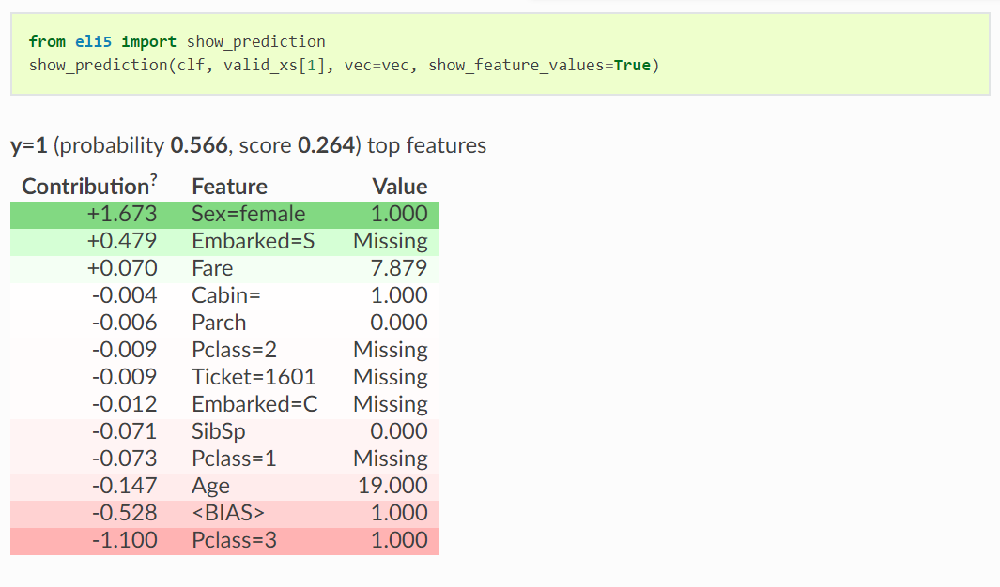 from eli5 import show_prediction
show_prediction(clf, valid_xs[1], vec=vec, show_feature_values=True)
y=1 (probability 0.566, score 0.264) top features
Contribution? Feature Value
+1.673 Sex=female 1.000
+0.479 Embarked=S Missing
+0.070 Fare 7.879
-0.004 Cabin= 1.000
-0.006 Parch 0.000
-0.009 Pclass=2 Missing
-0.009 Ticket=1601 Missing
-0.012 Embarked=C Missing
-0.071 SibSp 0.000
-0.073 Pclass=1 Missing
-0.147 Age 19.000
-0.528 <BIAS> 1.000
-1.100 Pclass=3 1.000